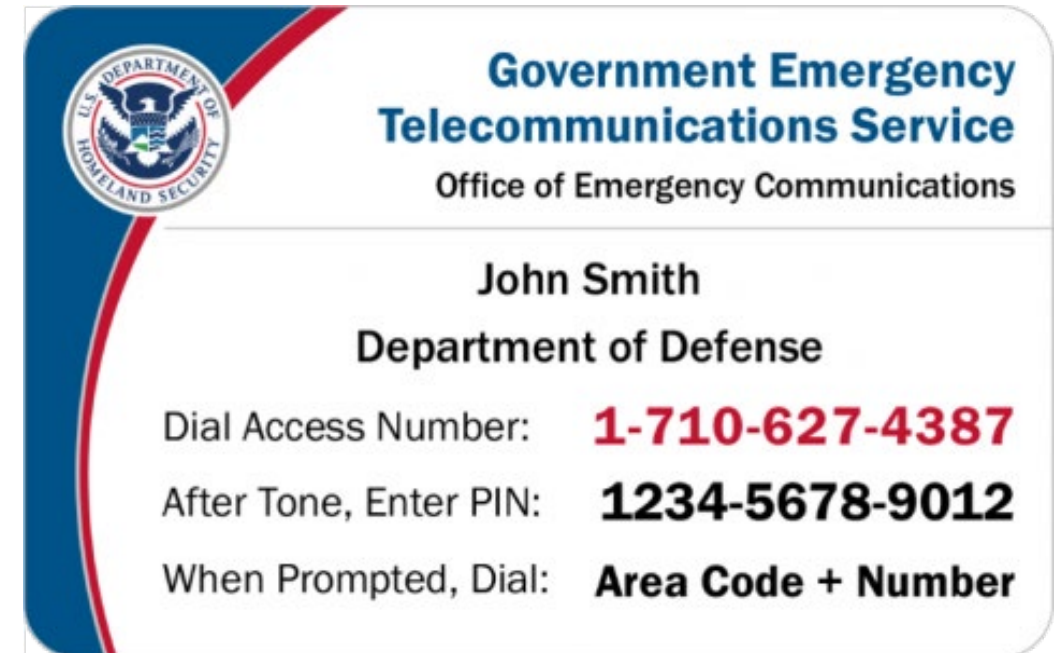 U.S. DEPARTMENT OF
HOMELAND SECURITY
Government Emergency
Telecommunications Service
Office of Emergency Communications
John Smith
Department of Defense
Dial Access Number: 1-710-627-4387
After Tone, Enter PIN: 1234-5678-9012
When Prompted, Dial: Area Code + Number